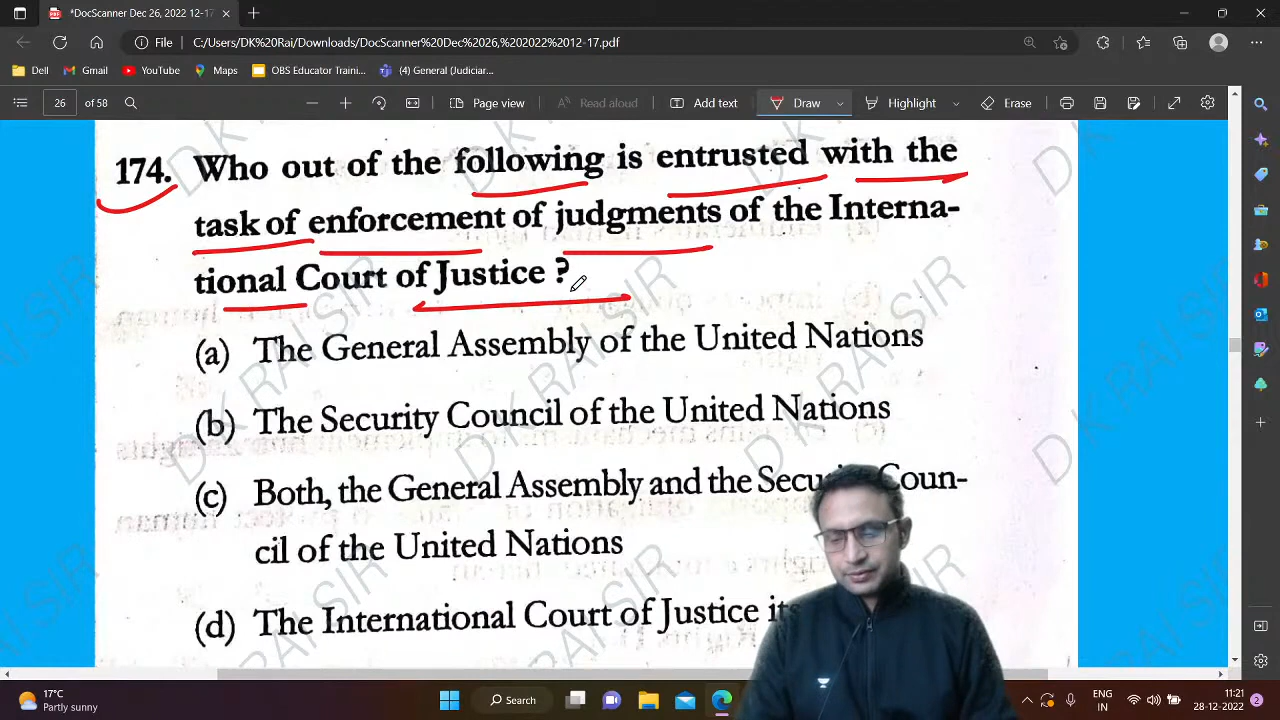 *DocScanner Dec 26, 2022 12-17
File C:/Users/DK%20Rai/Downloads/DocScanner%20Dec%2026,%202022%2012-17.pdf
Dell Gmail YouTube Maps OBS Educator Traini... (4) General (Judiciar...
26 of 58 Page view Read aloud Add text Draw Highlight Erase
174. Who out of the following is entrusted with the
task of enforcement of judgments of the Interna-
tional Court of Justice ?
(a) The General Assembly of the United Nations
(b) The Security Council of the United Nations
(c) Both, the General Assembly and the Coun-
cil of the United Nations
(d) The International Court of Justice
D K RAI SIR
17°C
Partly sunny
Search
ENG
IN
11:21
28-12-2022
2